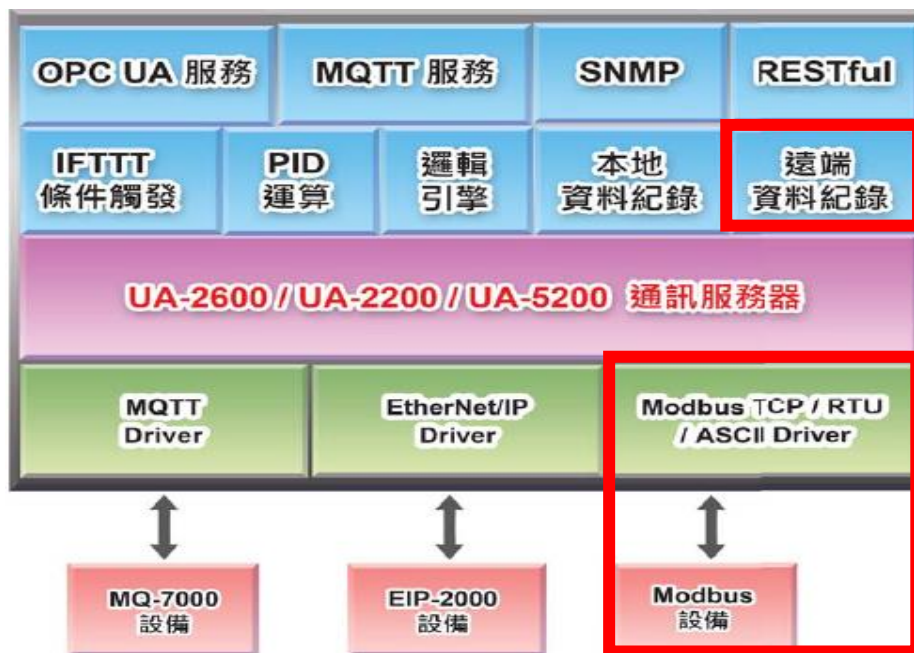 OPC UA 服務
MQTT 服務
SNMP
RESTful
IFTTT
條件觸發
PID
運算
邏輯
引擎
本地
資料紀錄
遠端
資料紀錄
UA-2600 / UA-2200 / UA-5200 通訊服務器
MQTT
Driver
EtherNet/IP
Driver
Modbus TCP / RTU
/ ASCII Driver
MQ-7000
設備
EIP-2000
設備
Modbus
設備